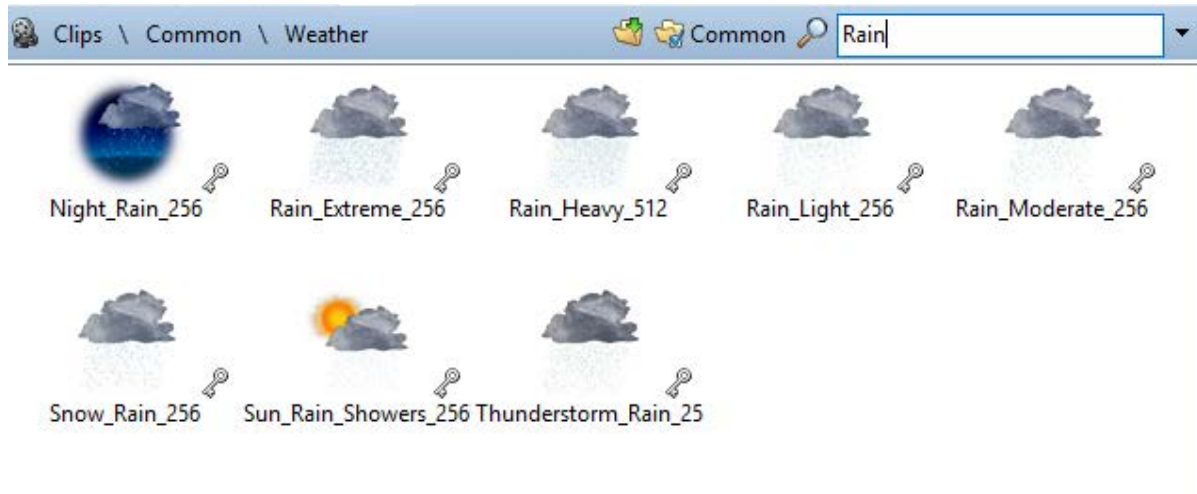 Clips \ Common \ Weather Common Rain
Night_Rain_256 Rain_Extreme_256 Rain_Heavy_512 Rain_Light_256 Rain_Moderate_256
Snow_Rain_256 Sun_Rain_Showers_256 Thunderstorm_Rain_25